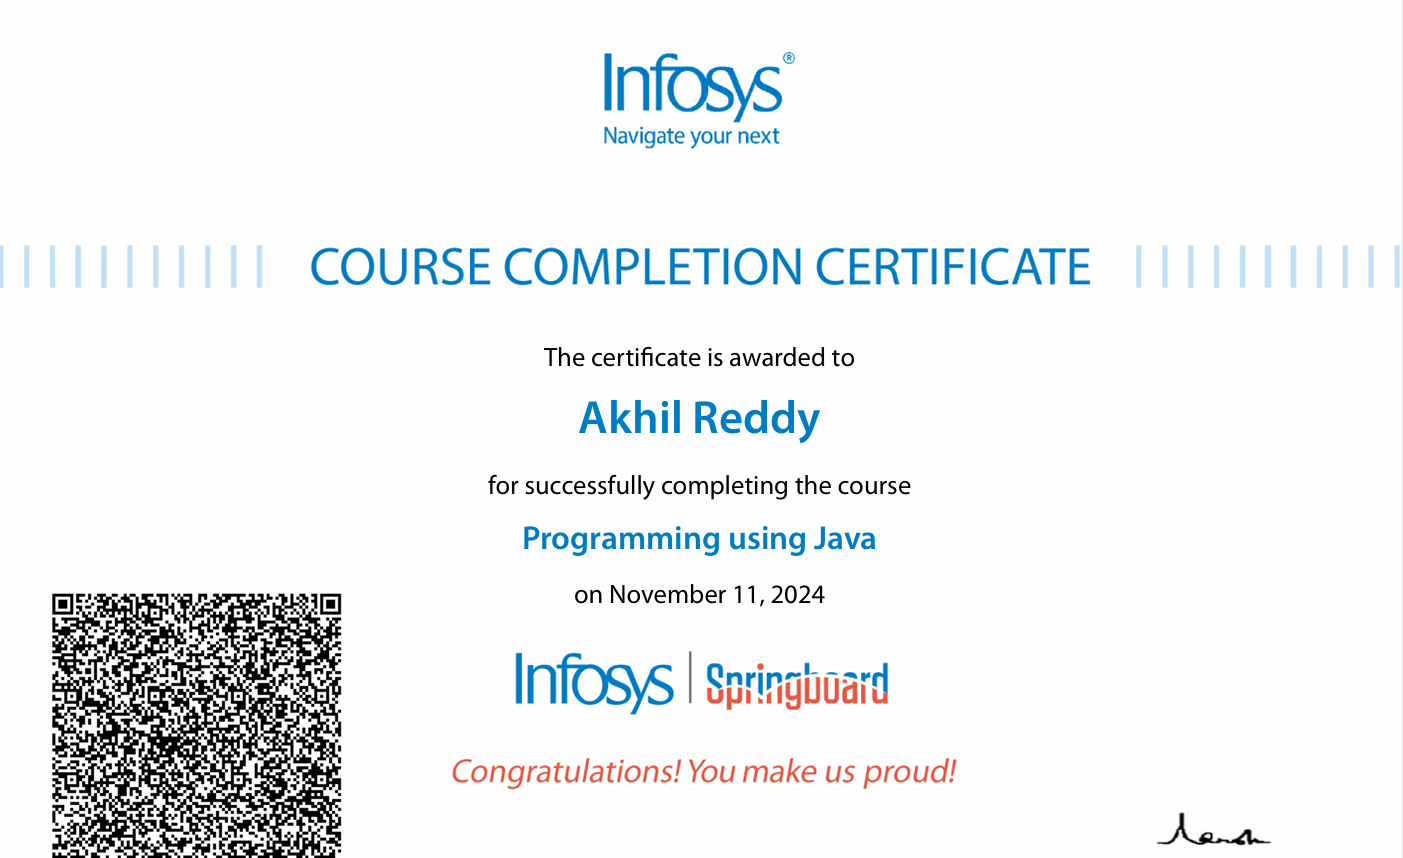 Infosys®
Navigate your next
COURSE COMPLETION CERTIFICATE
The certificate is awarded to
Akhil Reddy
for successfully completing the course
Programming using Java
on November 11, 2024
Infosys | Springboard
Congratulations! You make us proud!